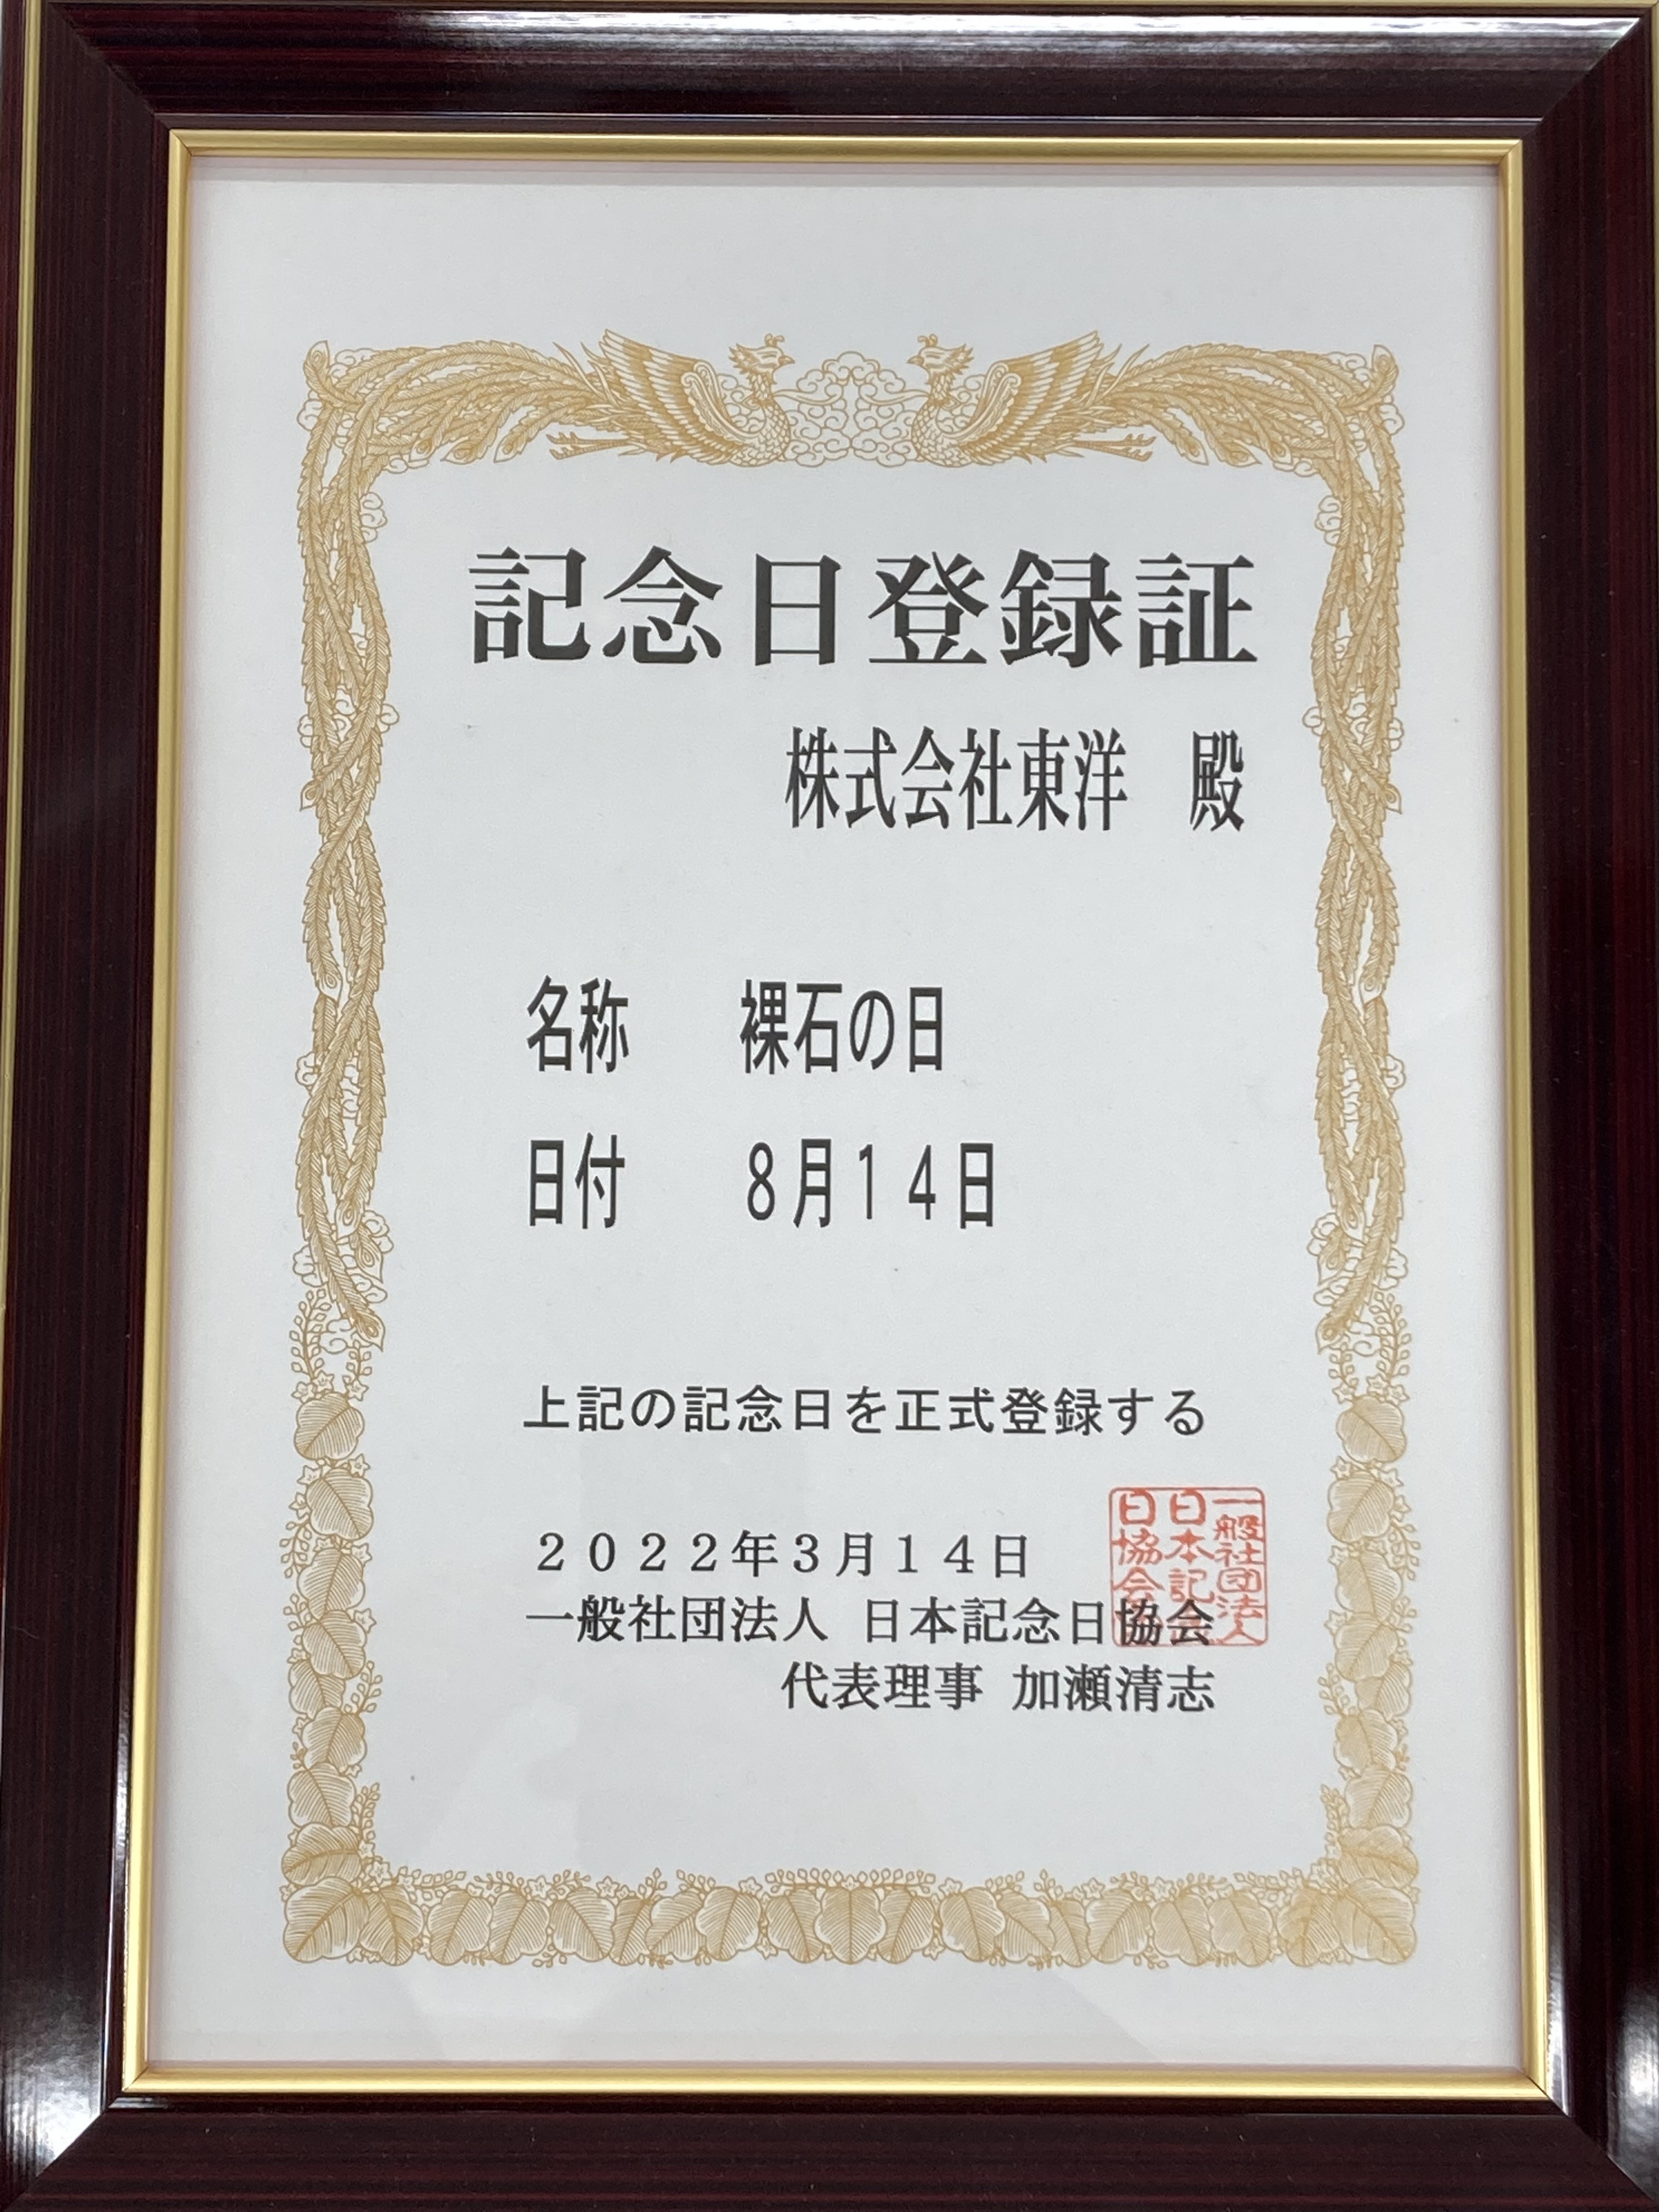 記念日登録証
株式会社東洋　殿
名称　　裸石の日
日付　　８月１４日
上記の記念日を正式登録する
２０２２年３月１４日
一般社団法人 日本記念日協会
代表理事 加瀬清志
一般社団法人
日本記念
日協会